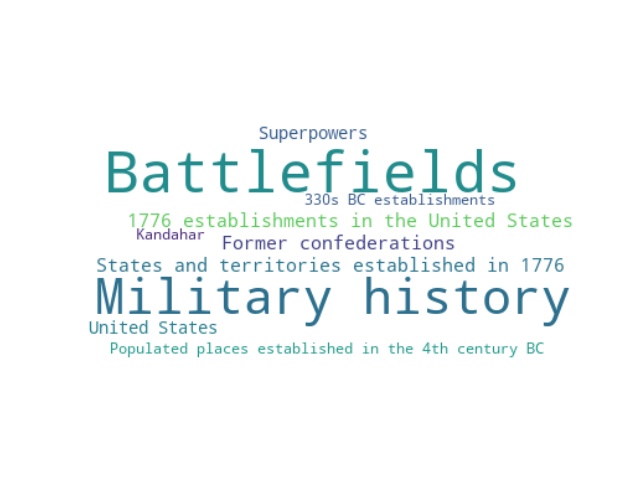 Superpowers
Battlefields
330s BC establishments
1776 establishments in the United States
Kandahar
Former confederations
States and territories established in 1776
Military history
United States
Populated places established in the 4th century BC